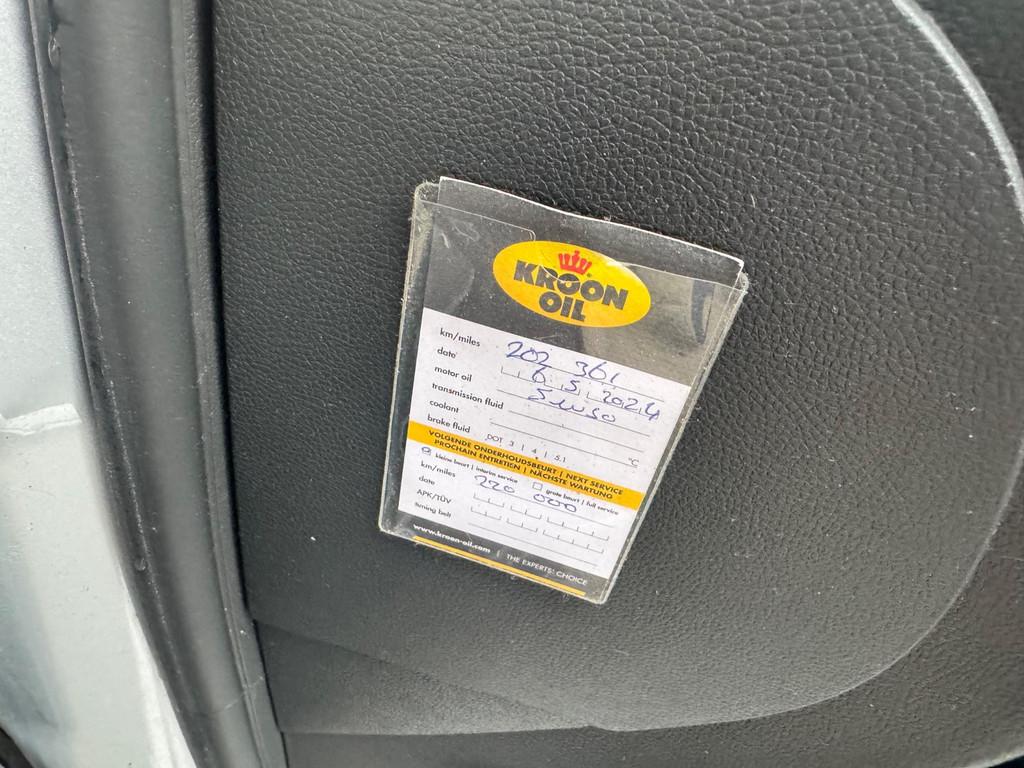 KROON
OIL
km/miles 202 361
date 6 5 2024
motor oil 5w30
transmission fluid
coallant °C
brake fluid DOT 3 | 4 | 5.1
VOLGENDE ONDERHOUDSBEURT | NEXT SERVICE
PROCHAIN ENTRETIEN | NÄCHSTE WARTUNG
kleine beurt | interim service grote beurt | full service
km/miles 220 000
date
APK/TÜV
timing belt
www.kroon-oil.com | THE EXPERTS' CHOICE